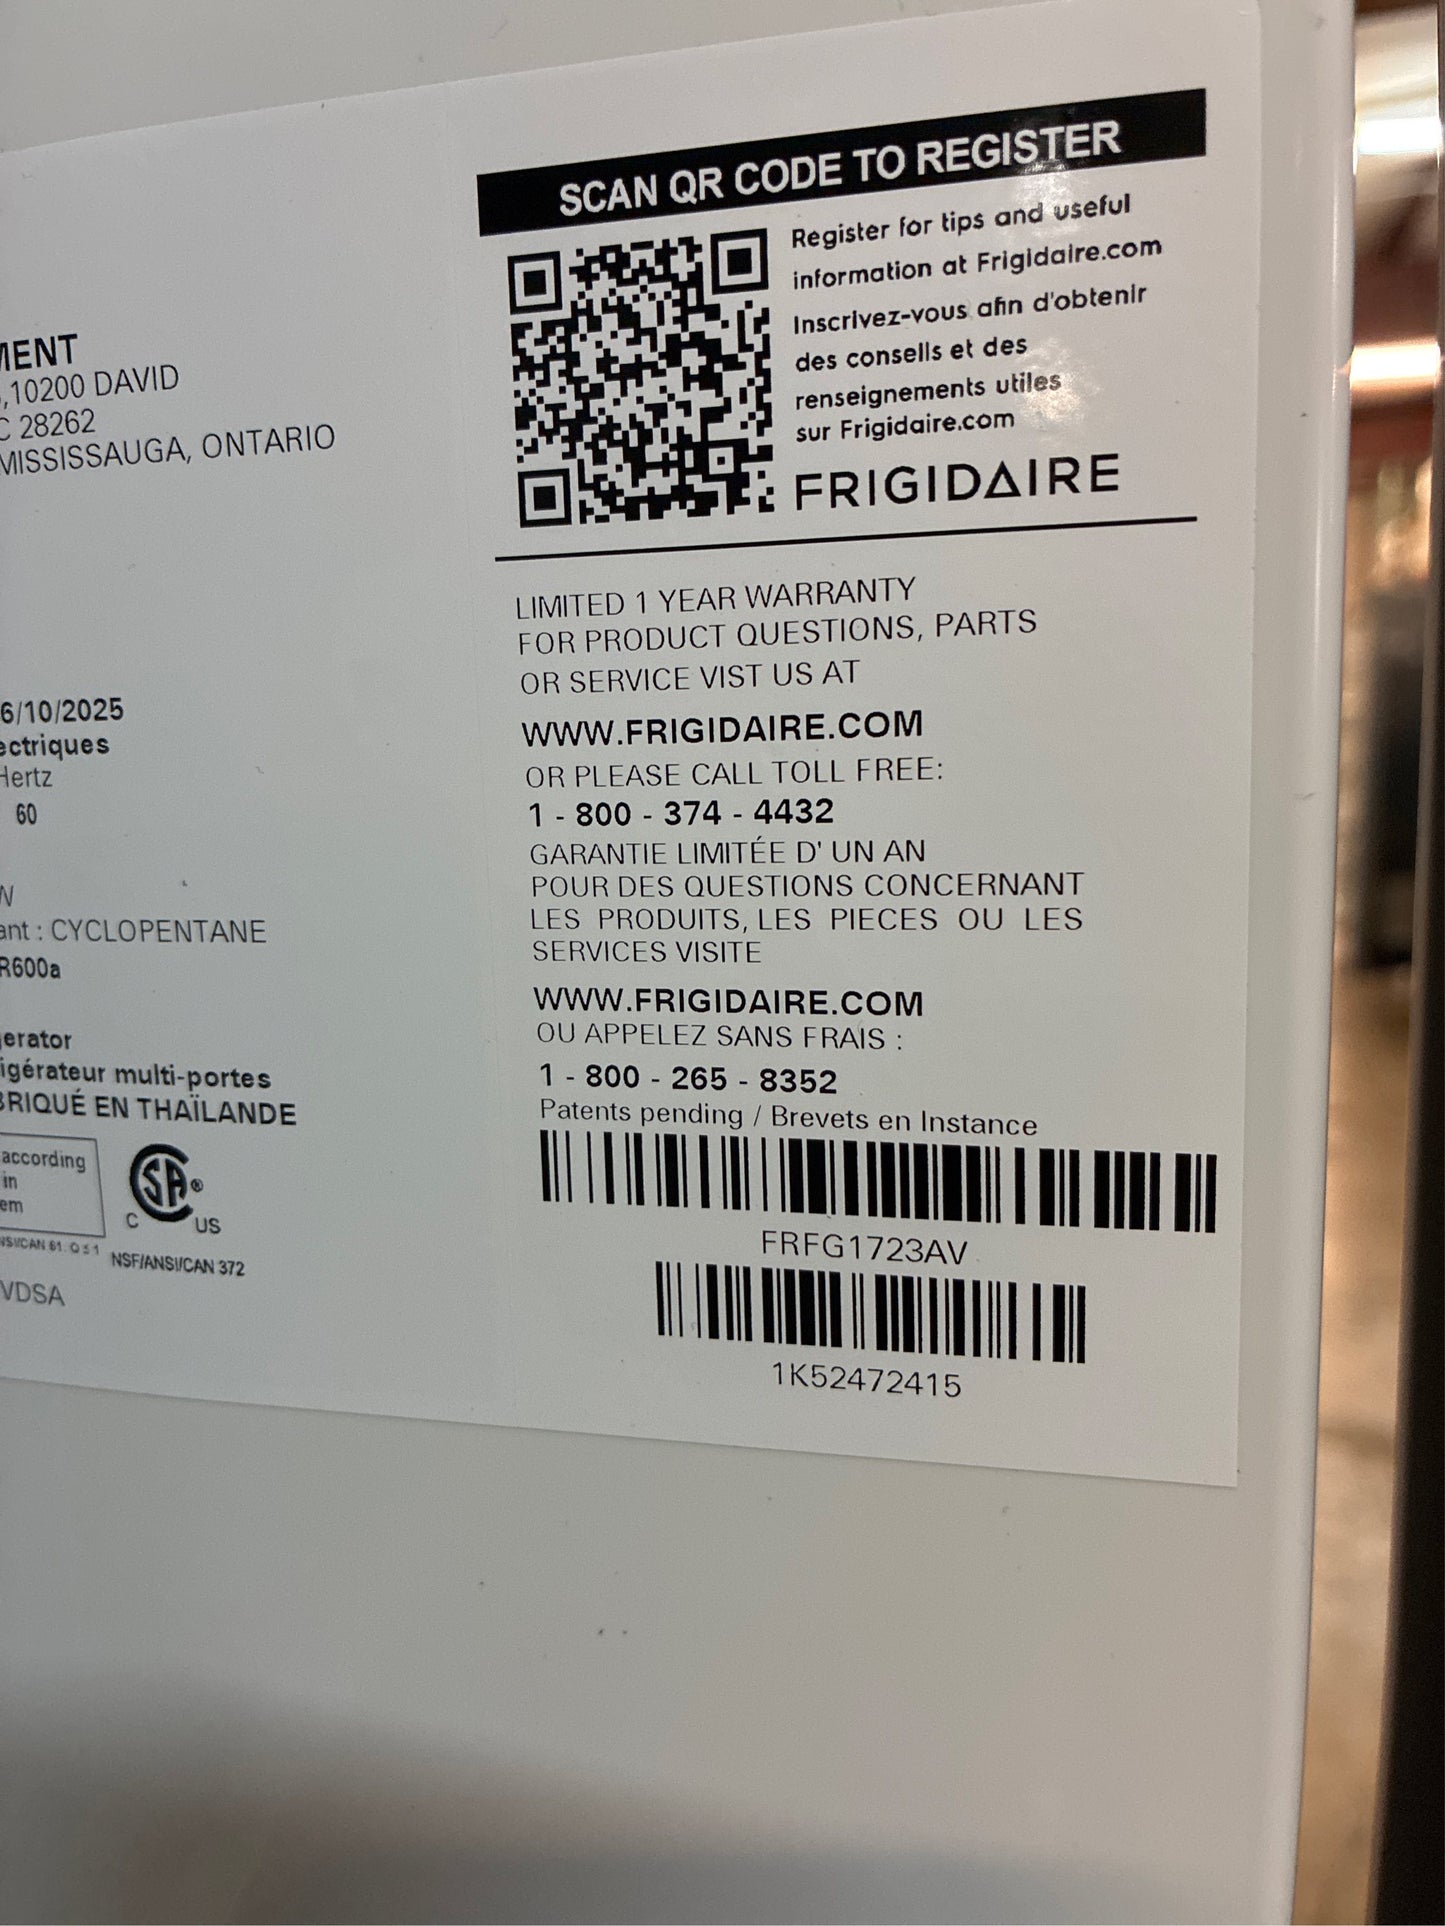 MENT
10200 DAVID
C 28262
MISSISSAUGA, ONTARIO
6/10/2025
ectriques
Hertz
60
W
ant : CYCLOPENTANE
R600a
erator
igérateur multi-portes
BRIQUÉ EN THAÏLANDE
according
in
em
C US
NSF/ANSI/CAN 372
VDSA
SCAN QR CODE TO REGISTER
Register for tips and useful
information at Frigidaire.com
Inscrivez-vous afin d'obtenir
des conseils et des
renseignements utiles
sur Frigidaire.com
FRIGIDAIRE
LIMITED 1 YEAR WARRANTY
FOR PRODUCT QUESTIONS, PARTS
OR SERVICE VIST US AT
WWW.FRIGIDAIRE.COM
OR PLEASE CALL TOLL FREE:
1 - 800 - 374 - 4432
GARANTIE LIMITÉE D' UN AN
POUR DES QUESTIONS CONCERNANT
LES PRODUITS, LES PIECES OU LES
SERVICES VISITE
WWW.FRIGIDAIRE.COM
OU APPELEZ SANS FRAIS :
1 - 800 - 265 - 8352
Patents pending / Brevets en Instance
FRFG1723AV
1K52472415